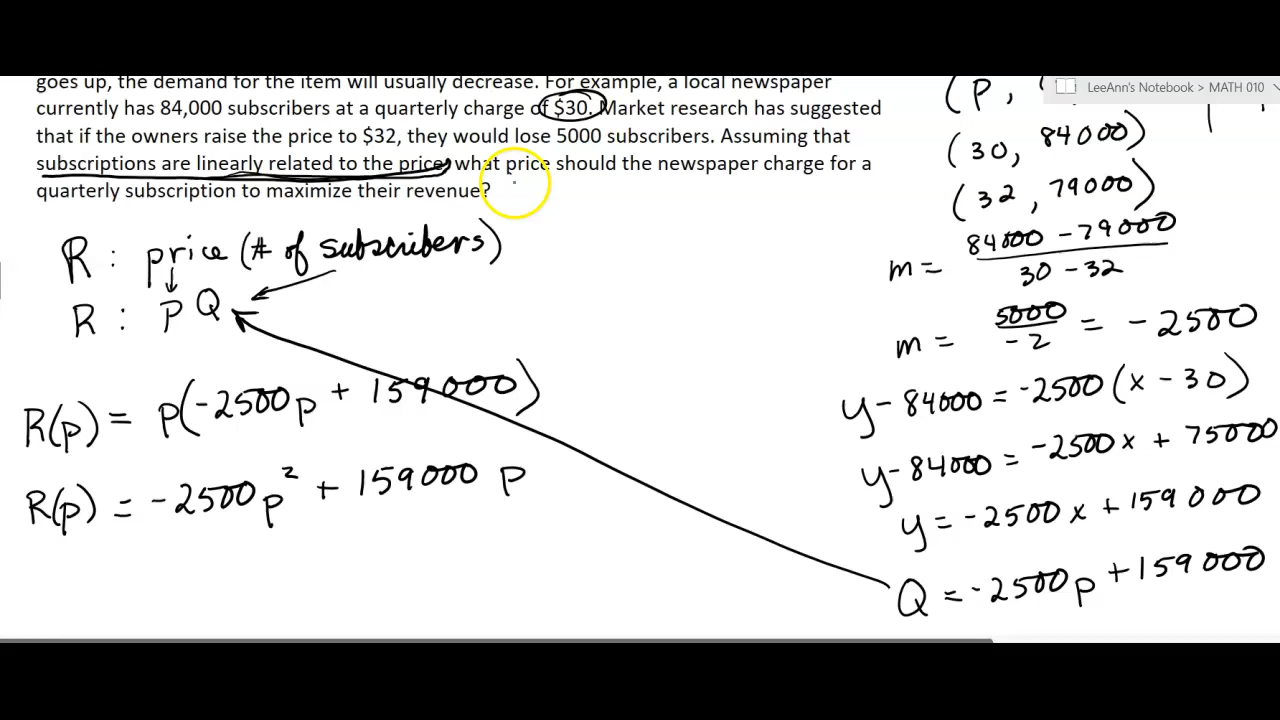 goes up, the demand for the item will usually decrease. For example, a local newspaper
currently has 84,000 subscribers at a quarterly charge of $30. Market research has suggested
that if the owners raise the price to $32, they would lose 5000 subscribers. Assuming that
subscriptions are linearly related to the price, what price should the newspaper charge for a
quarterly subscription to maximize their revenue?
R : price (# of subscribers)
R : P Q
R(p) = p(-2500p + 159000)
R(p) = -2500p² + 159000 p
LeeAnn's Notebook > MATH 010
(P,
(30, 84000)
(32, 79000)
m = 84000 - 79000 / 30 - 32
m = 5000 / -2 = -2500
y - 84000 = -2500 (x - 30)
y - 84000 = -2500x + 75000
y = -2500x + 159000
Q = -2500p + 159000